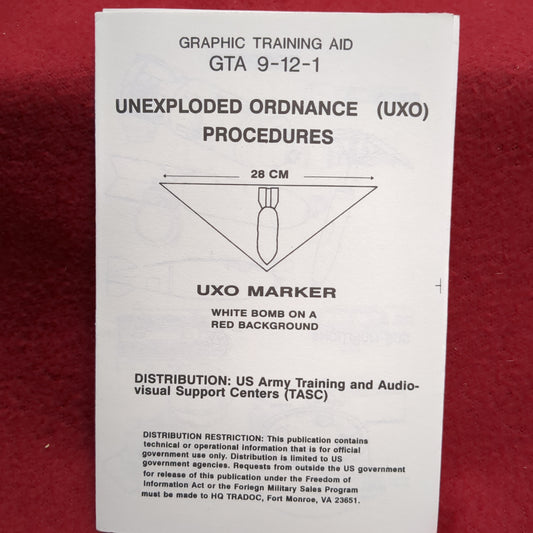 GRAPHIC TRAINING AID
GTA 9-12-1
UNEXPLODED ORDNANCE (UXO)
PROCEDURES
28 CM
UXO MARKER
WHITE BOMB ON A
RED BACKGROUND
DISTRIBUTION: US Army Training and Audio-
visual Support Centers (TASC)
DISTRIBUTION RESTRICTION: This publication contains
technical or operational information that is for official
government use only. Distribution is limited to US
government agencies. Requests from outside the US government
for release of this publication under the Freedom of
Information Act or the Foriegn Military Sales Program
must be made to HQ TRADOC, Fort Monroe, VA 23651.